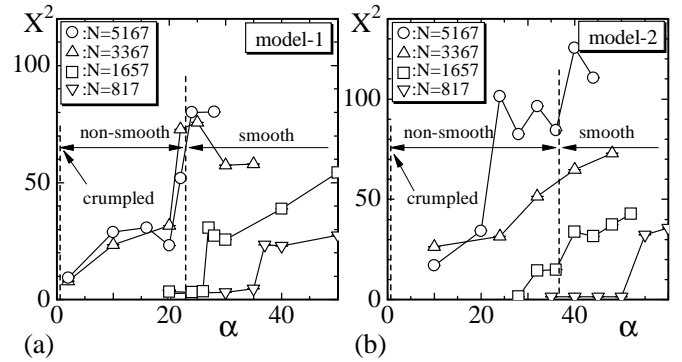 X²
○:N=5167
△:N=3367
□:N=1657
▽:N=817
model-1
100
non-smooth
smooth
50
crumpled
0
0
20
40
α
(a)
X²
○:N=5167
△:N=3367
□:N=1657
▽:N=817
model-2
100
non-smooth
smooth
50
crumpled
0
0
20
40
α
(b)